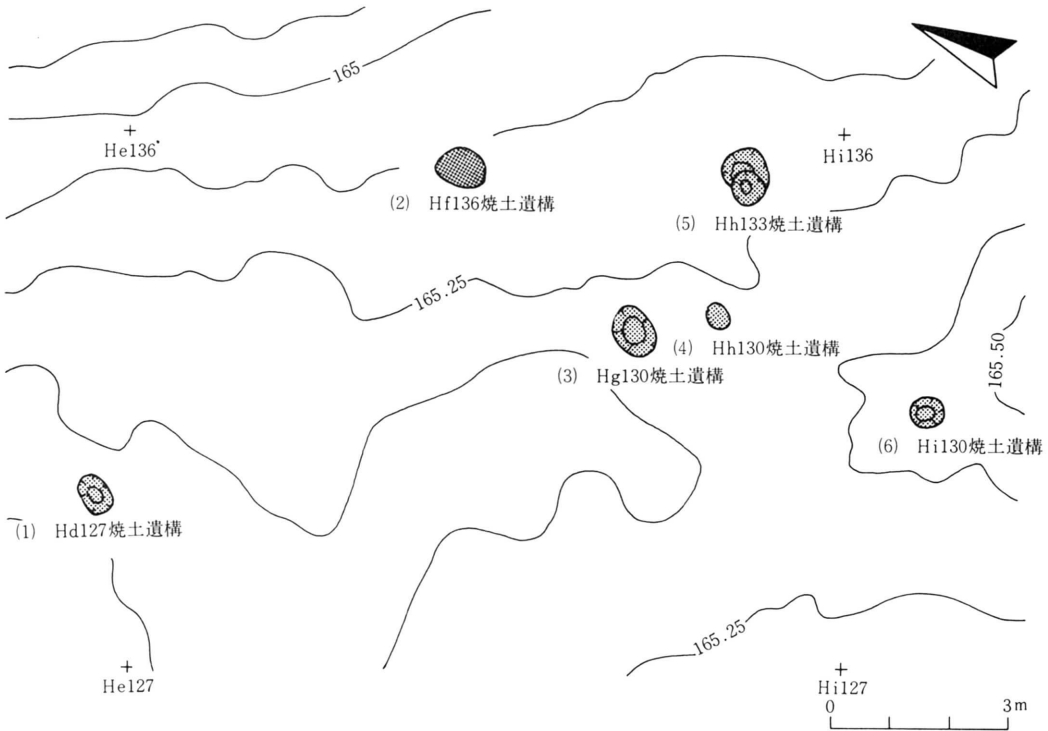 165
He136
Hi136
(2) Hf136焼土遺構
(5) Hh133焼土遺構
165.25
(4) Hh130焼土遺構
(3) Hg130焼土遺構
165.50
(6) Hi130焼土遺構
(1) Hd127焼土遺構
165.25
He127
Hi127
0 3m